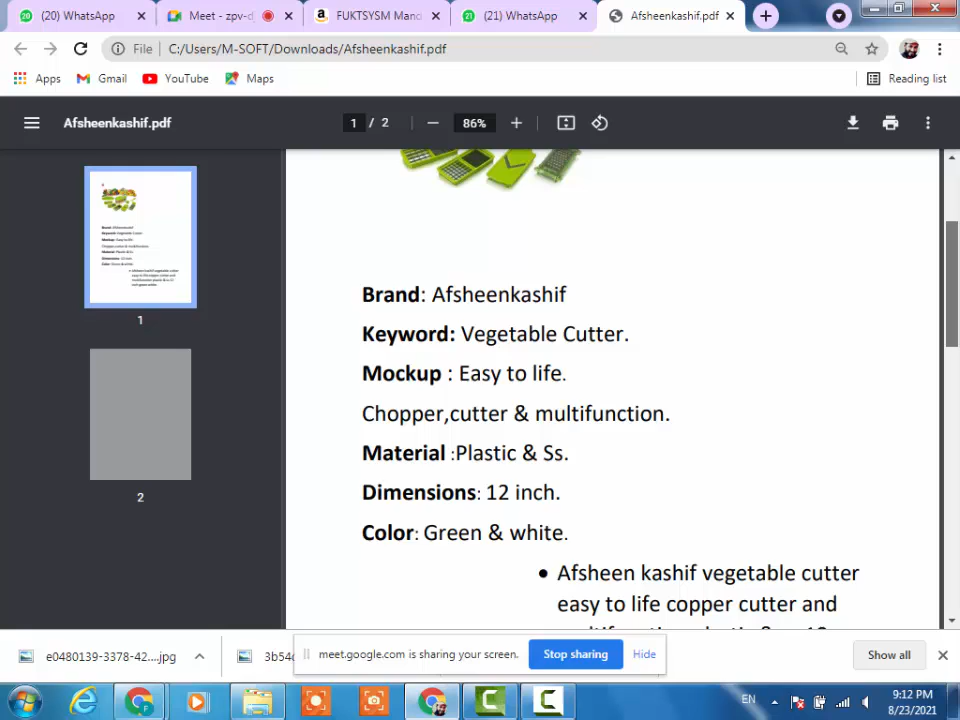 (20) WhatsApp
Meet - zpv-c
FUKTSYSM Mand
(21) WhatsApp
Afsheenkashif.pdf
File
C:/Users/M-SOFT/Downloads/Afsheenkashif.pdf
Apps
Gmail
YouTube
Maps
Reading list
Afsheenkashif.pdf
1 / 2
86%
Brand: Afsheenkashif
Keyword: Vegetable Cutter.
Mockup : Easy to life.
Chopper,cutter & multifunction.
Material :Plastic & Ss.
Dimensions: 12 inch.
Color: Green & white.
• Afsheen kashif vegetable cutter
easy to life copper cutter and
1
2
e0480139-3378-42....jpg
meet.google.com is sharing your screen.
Stop sharing
Hide
Show all
EN
9:12 PM
8/23/2021